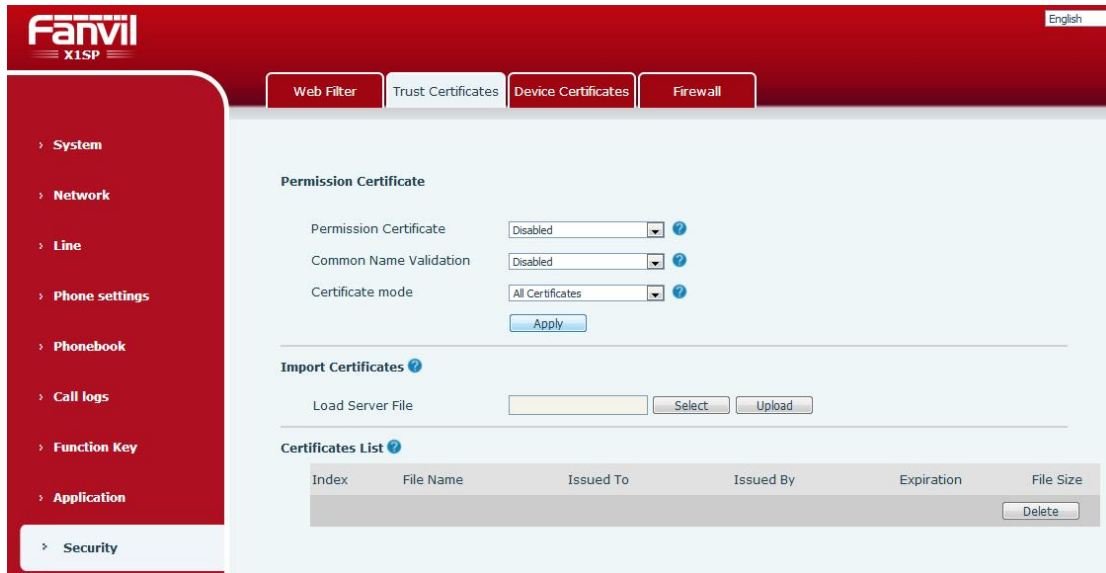 Fanvil
X1SP
English
Web Filter
Trust Certificates
Device Certificates
Firewall
› System
› Network
› Line
› Phone settings
› Phonebook
› Call logs
› Function Key
› Application
› Security
Permission Certificate
Permission Certificate Disabled
Common Name Validation Disabled
Certificate mode All Certificates
Apply
Import Certificates ?
Load Server File Select Upload
Certificates List ?
Index File Name Issued To Issued By Expiration File Size
Delete